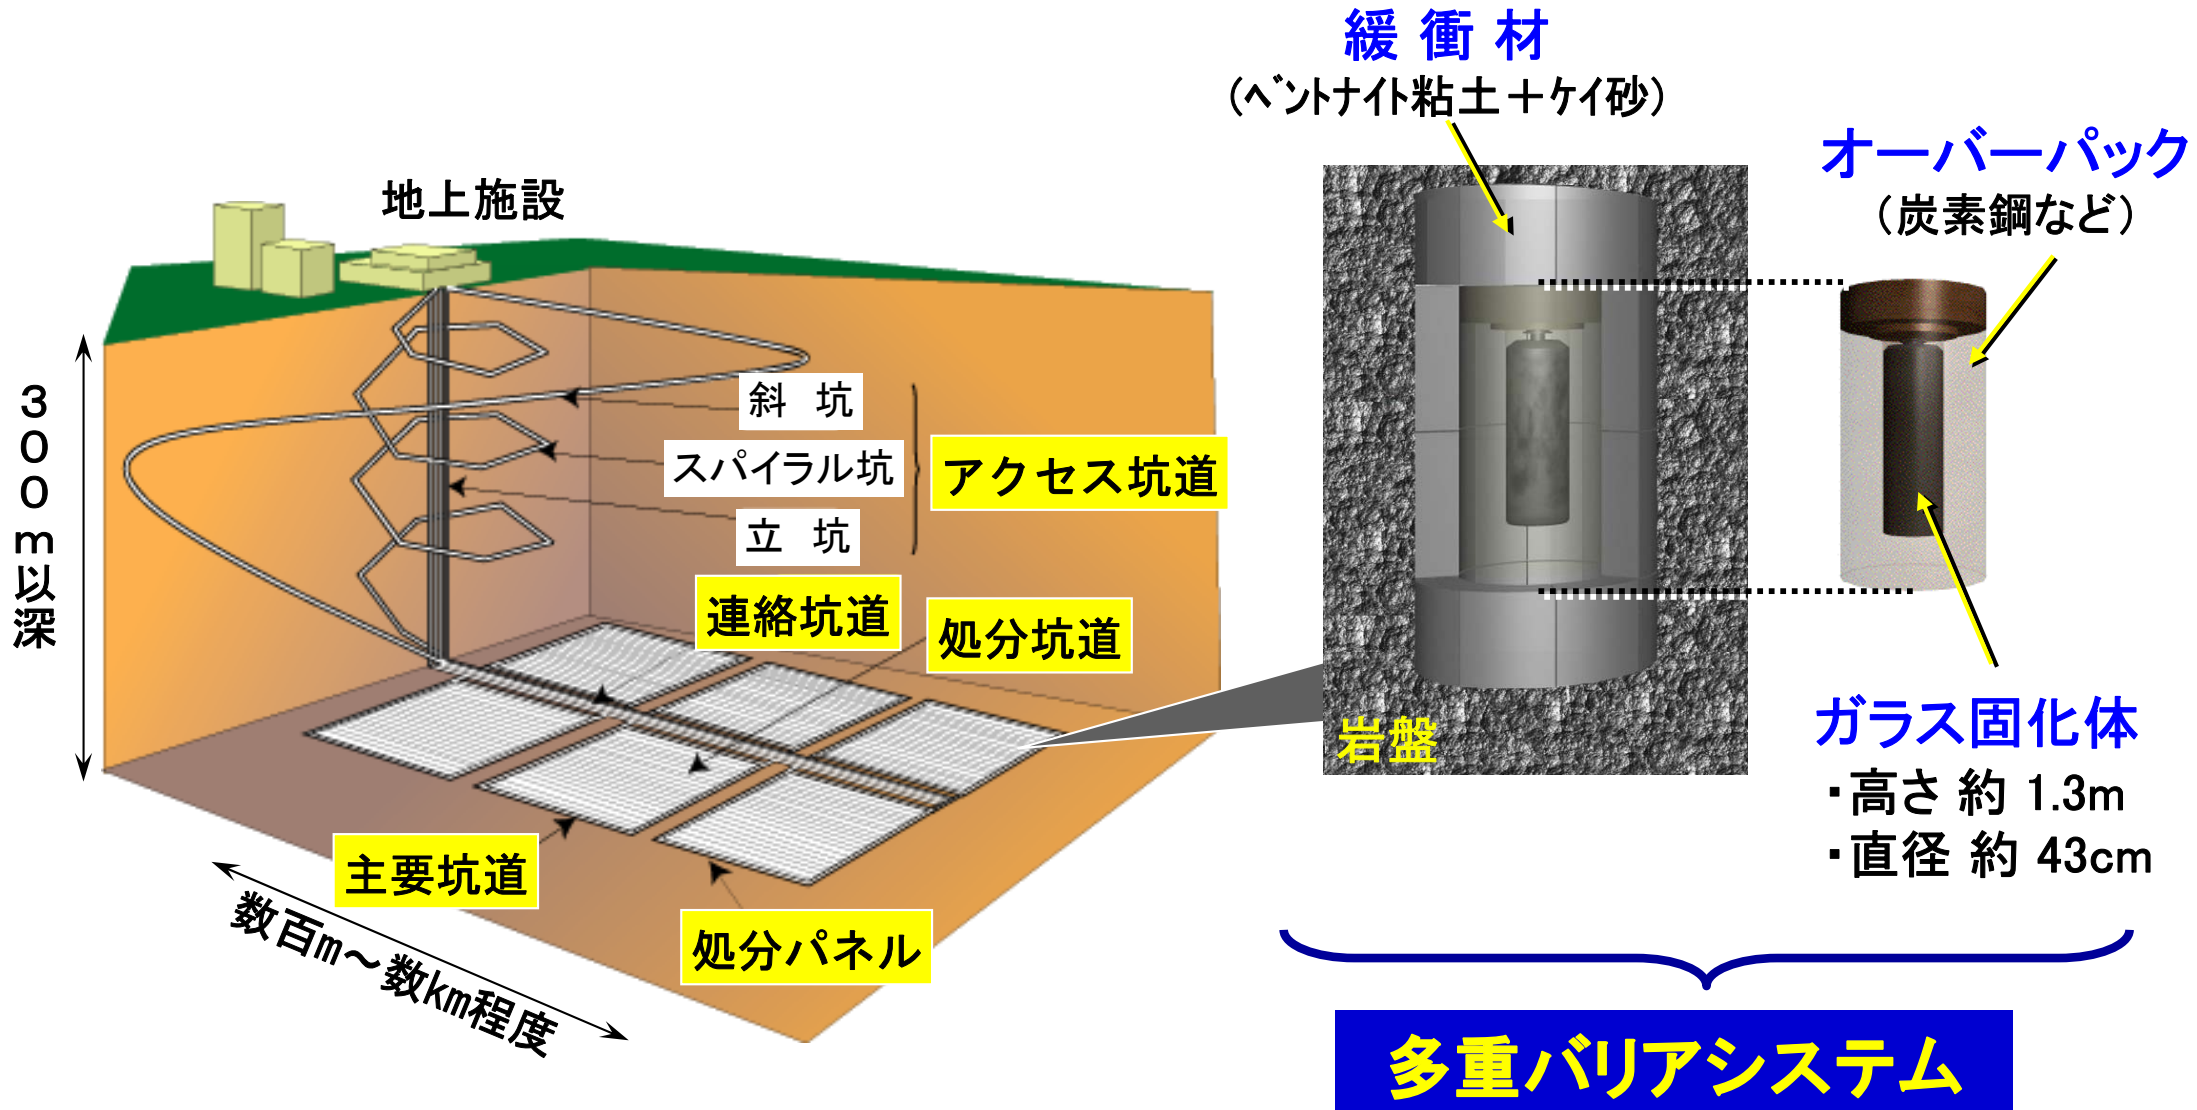 緩 衝 材
(ﾍﾞﾝﾄﾅｲﾄ粘土＋ｹｲ砂)
オーバーパック
(炭素鋼など)
地上施設
300m以深
斜　坑
スパイラル坑
立　坑
アクセス坑道
連絡坑道
処分坑道
主要坑道
処分パネル
数百m～数km程度
岩盤
ガラス固化体
・高さ 約 1.3m
・直径 約 43cm
多重バリアシステム